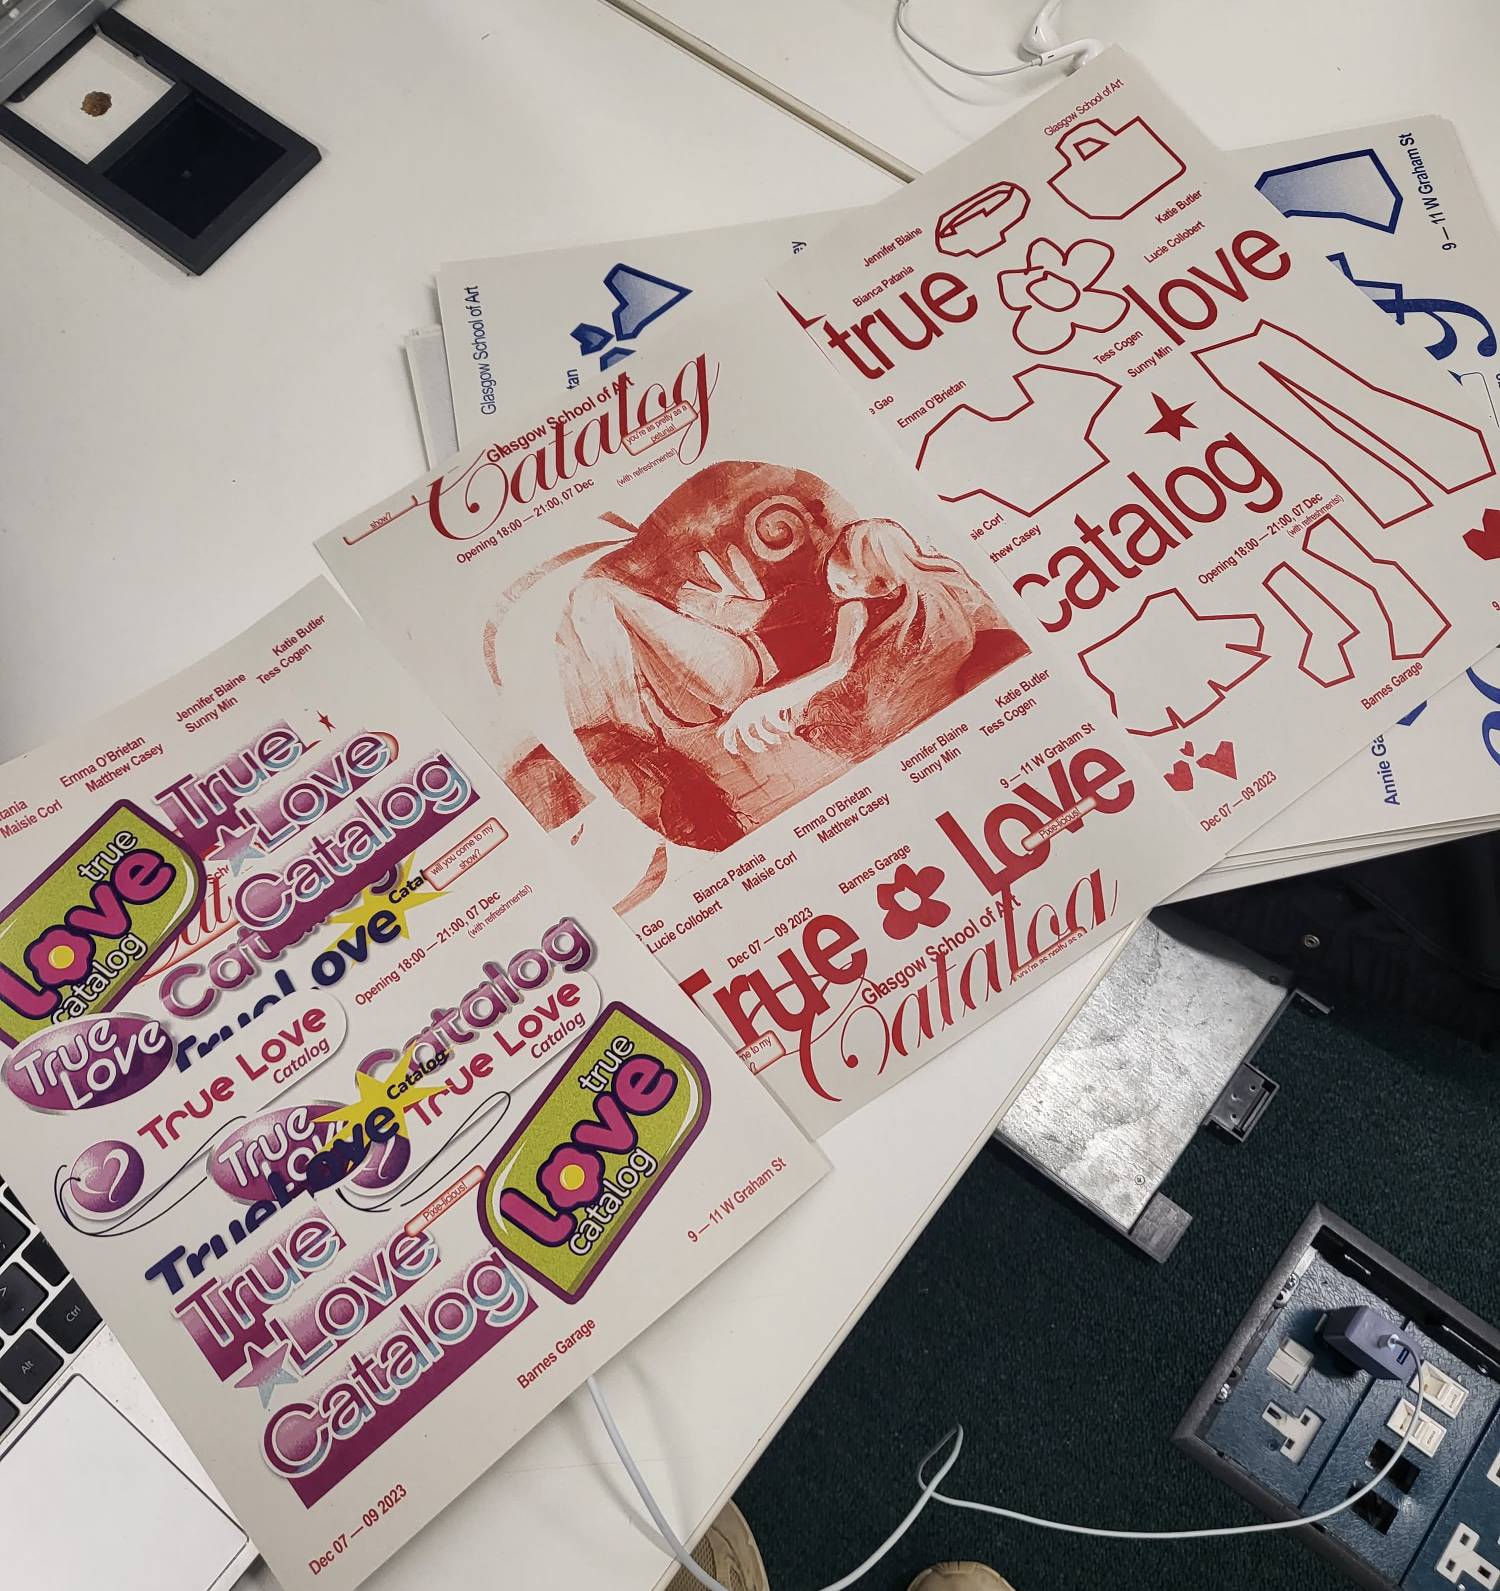 tania
Maisie Corl
Emma O'Brietan
Matthew Casey
Jennifer Blaine
Sunny Min
Katie Butler
Tess Cogen
True
Love
Catalog
true
love
catalog
will you come to my
show?
Catalog
True Love
Opening 18:00 — 21:00, 07 Dec
(with refreshments!)
True
Love
True Love
Catalog
Catalog
True Love
Catalog
True
Love
Catalog
True Love
Pixie-licious!
true
love
catalog
True
Love
Catalog
9 — 11 W Graham St
Barnes Garage
Dec 07 — 09 2023
Glasgow School of Art
Catalog
you're as pretty as a
petunia!
show?
Opening 18:00 — 21:00, 07 Dec
(with refreshments!)
Gao
Lucie Collobert
Bianca Patania
Maisie Corl
Emma O'Brietan
Matthew Casey
Jennifer Blaine
Sunny Min
Katie Butler
Tess Cogen
9 — 11 W Graham St
Dec 07 — 09 2023
Barnes Garage
True
Love
Pixie-licious!
Glasgow School of Art
Catalog
me to my
Glasgow School of Art
Jennifer Blaine
Bianca Patania
Katie Butler
Lucie Collobert
true
love
Gao
Emma O'Brietan
Tess Cogen
Sunny Min
sie Corl
thew Casey
catalog
Opening 18:00 — 21:00, 07 Dec
(with refreshments!)
Barnes Garage
Dec 07 — 09 2023
Glasgow School of Art
tan
ey
9 — 11 W Graham St
y
Annie Ga
Alt
Ctrl